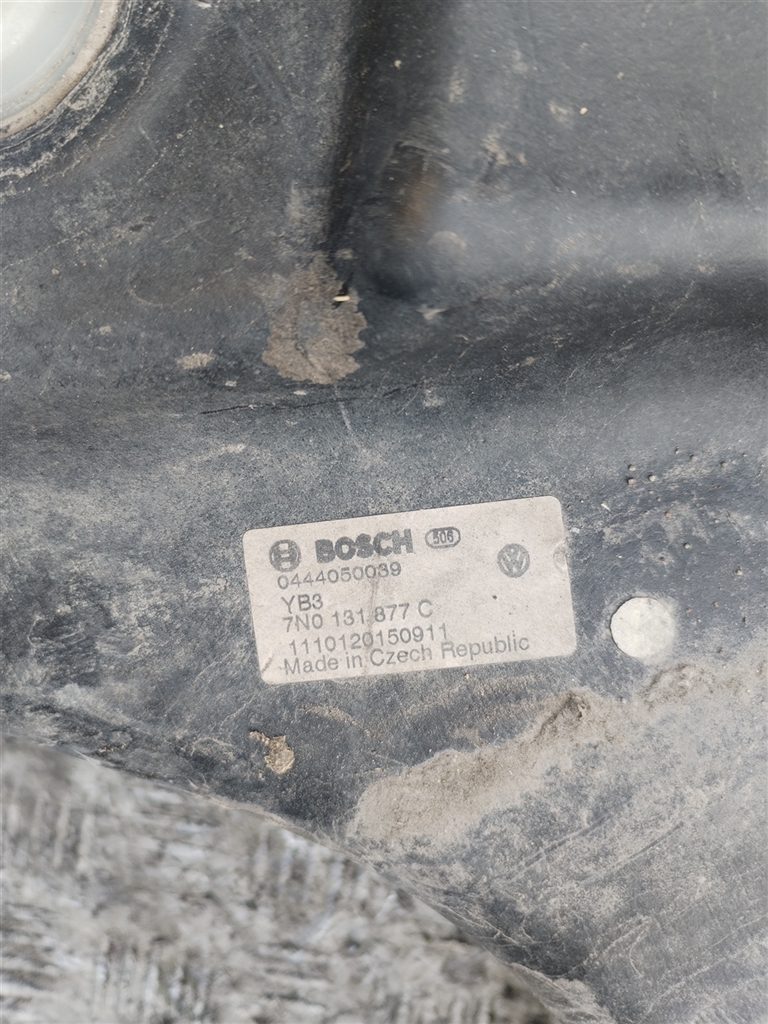 BOSCH 506
0444050039
YB3
7N0 131 877 C
1110120150911
Made in Czech Republic